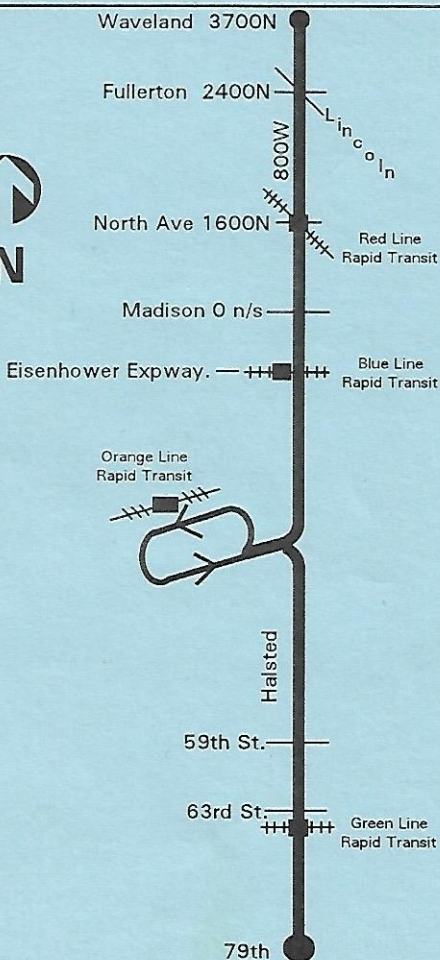 Waveland 3700N
Fullerton 2400N
Lincoln
800W
North Ave 1600N
Red Line
Rapid Transit
N
Madison 0 n/s
Eisenhower Expway.
Blue Line
Rapid Transit
Orange Line
Rapid Transit
Halsted
59th St.
63rd St.
Green Line
Rapid Transit
79th